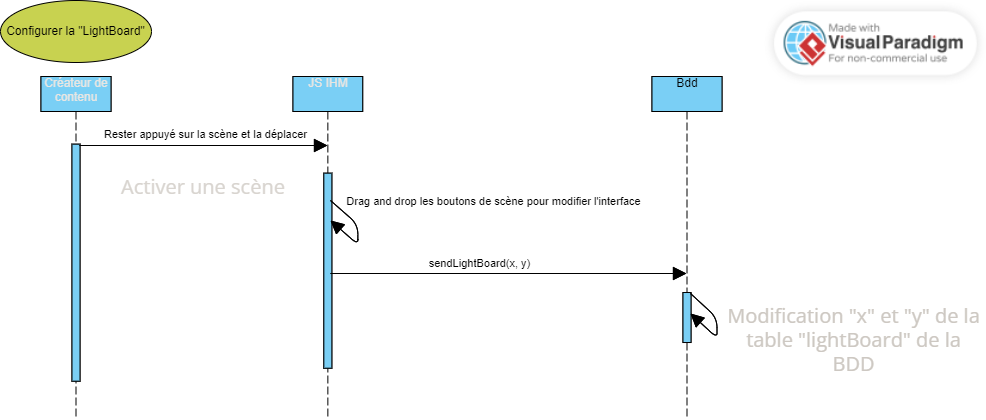 Configurer la "LightBoard"
Made with
Visual Paradigm
For non-commercial use
Créateur de
contenu
JS IHM
Bdd
Rester appuyé sur la scène et la déplacer
Activer une scène
Drag and drop les boutons de scène pour modifier l'interface
sendLightBoard(x, y)
Modification "x" et "y" de la
table "lightBoard" de la
BDD